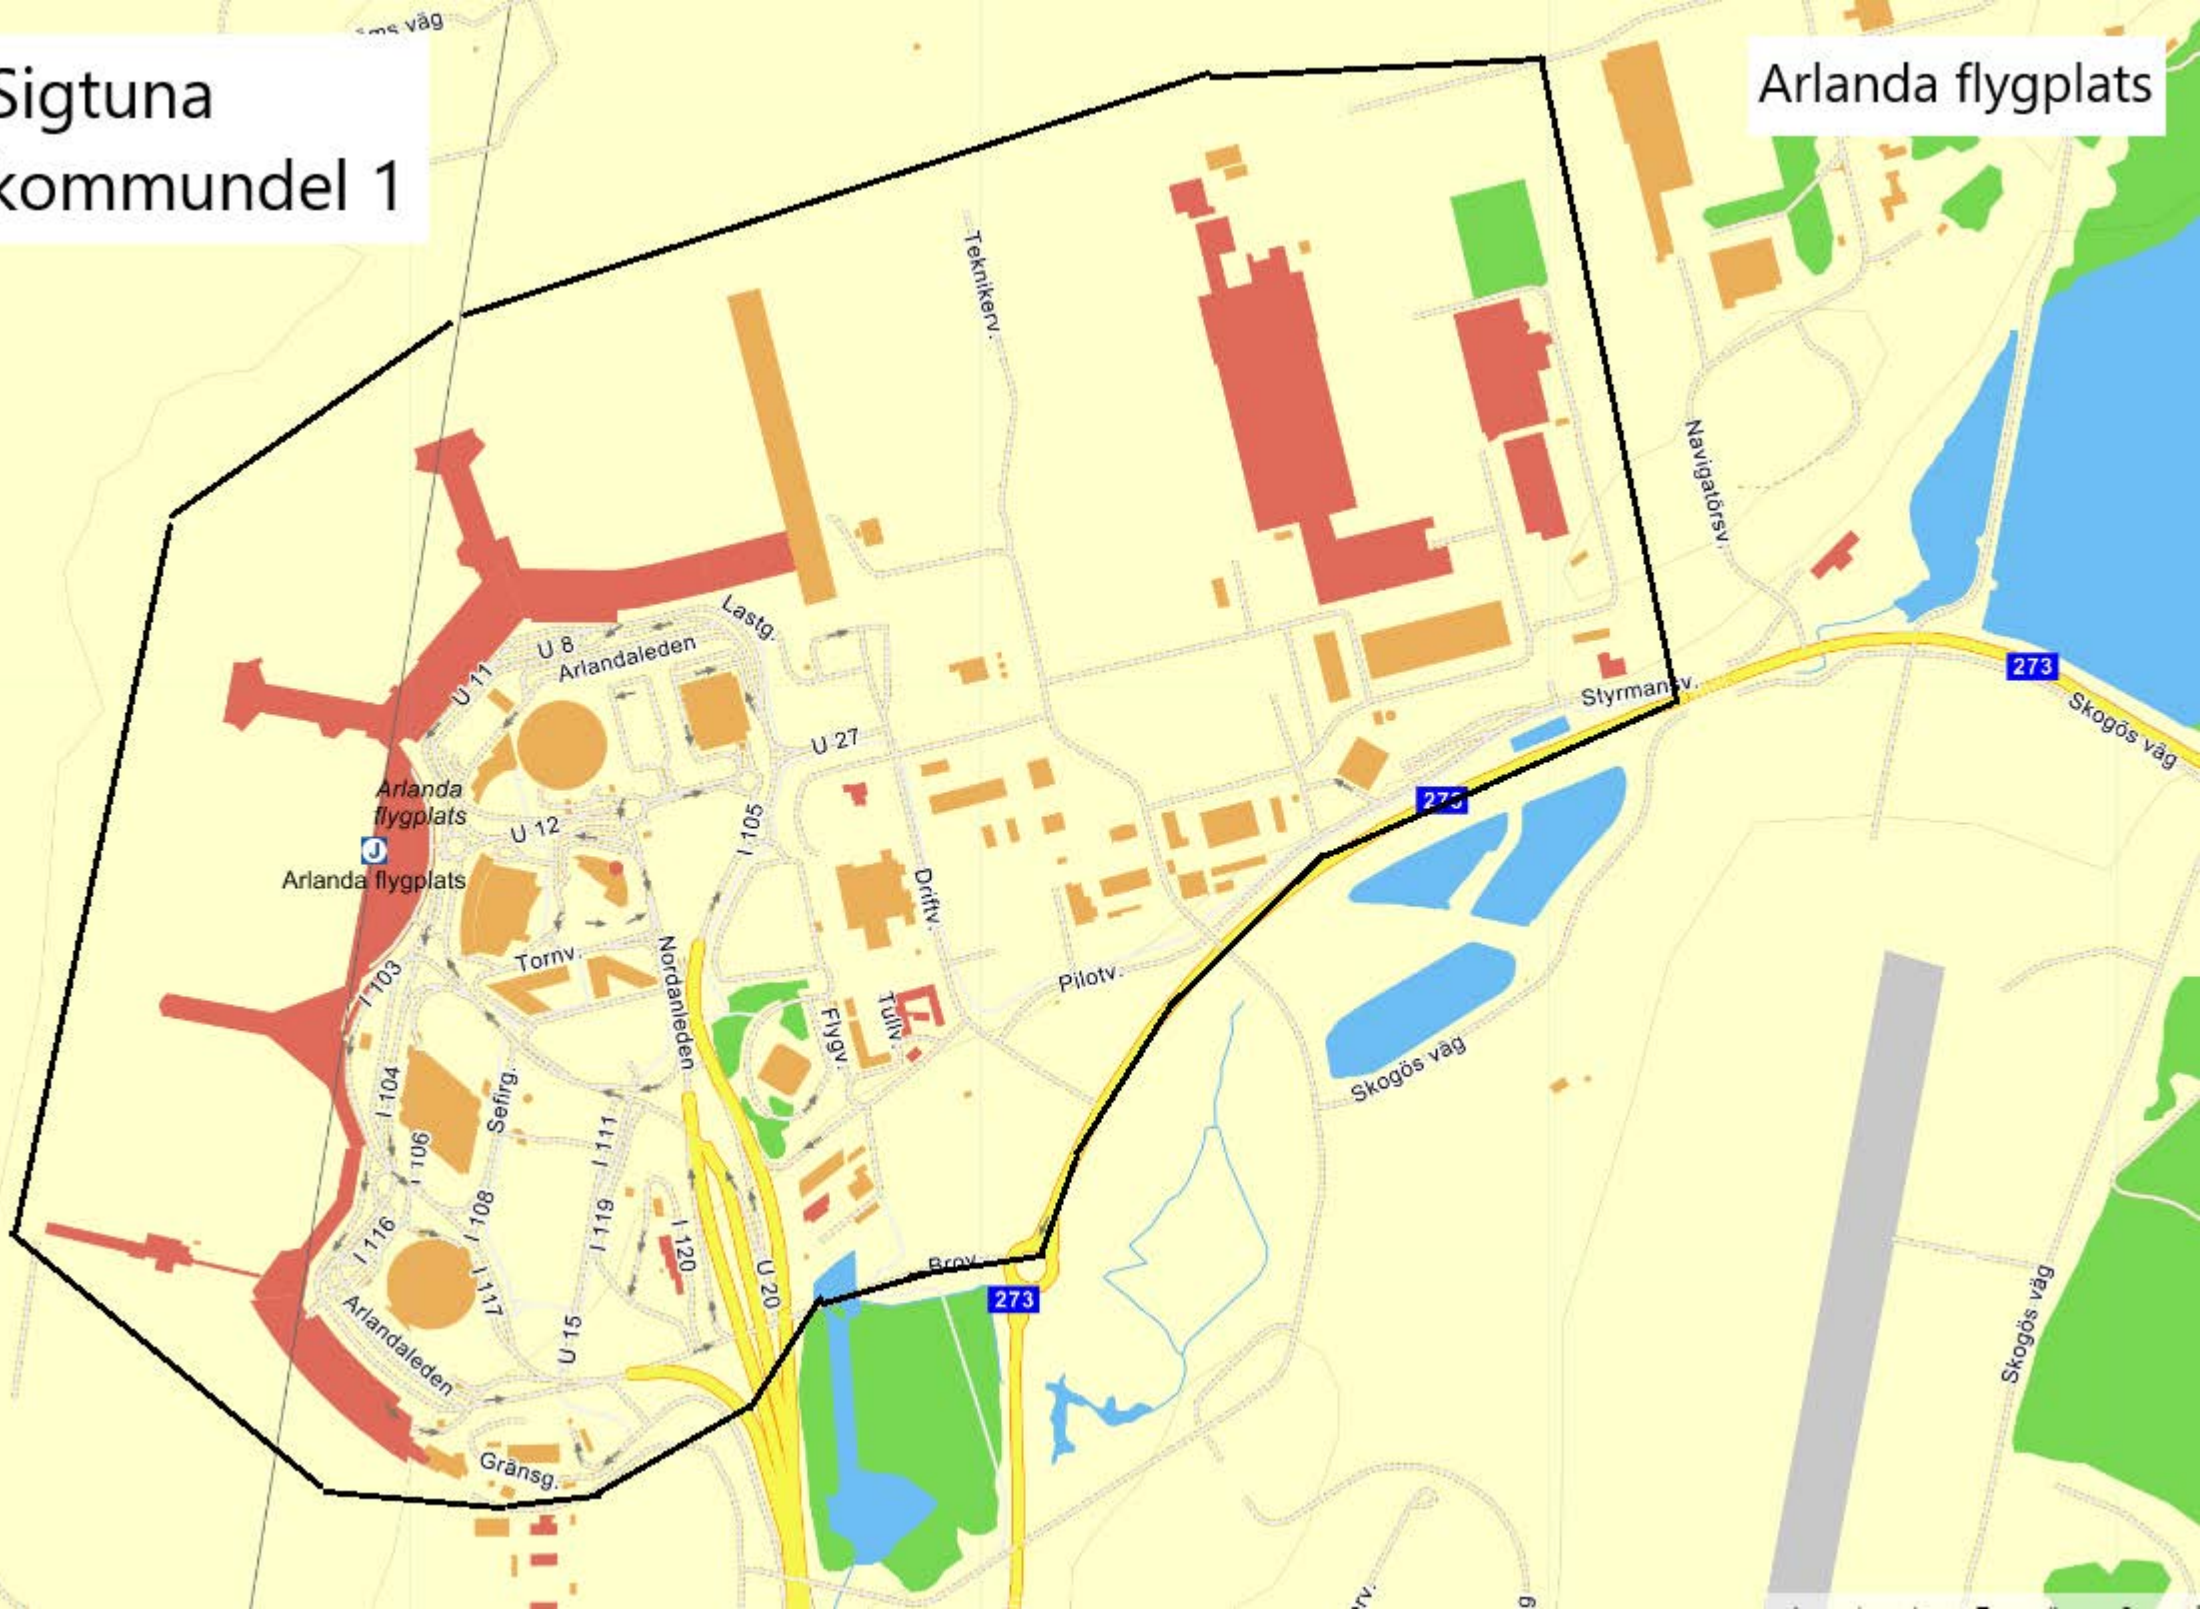 Sigtuna
kommundel 1
Arlanda flygplats
väg
Teknikerv.
Navigatörsv.
Lastg.
U 8
Arlandaleden
U 11
Styrmansv.
273
Skogös väg
U 27
Arlanda
flygplats
273
U 12
I 105
Arlanda flygplats
Driftv.
Tornv.
Nordanleden
I 103
Pilotv.
Tullv.
Flygv.
Skogös väg
I 104
Sefirg.
I 111
I 106
I 108
I 119
I 116
I 120
I 117
U 20
Brov.
273
Skogös väg
U 15
Arlandaleden
Gränsg.